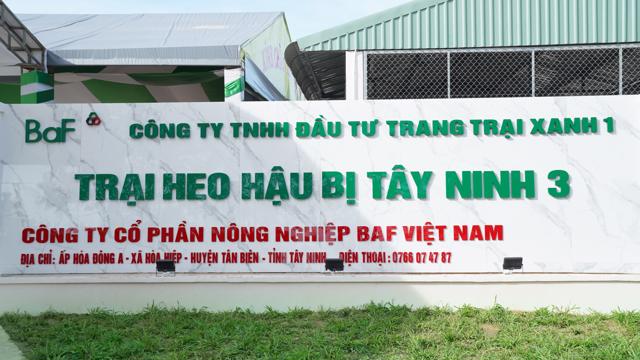 BaF
CÔNG TY TNHH ĐẦU TƯ TRANG TRẠI XANH 1
TRẠI HEO HẬU BỊ TÂY NINH 3
CÔNG TY CỔ PHẦN NÔNG NGHIỆP BAF VIỆT NAM
ĐỊA CHỈ: ẤP HÒA ĐÔNG A - XÃ HÒA HIỆP - HUYỆN TÂN BIÊN - TỈNH TÂY NINH - ĐIỆN THOẠI : 0766 07 47 87